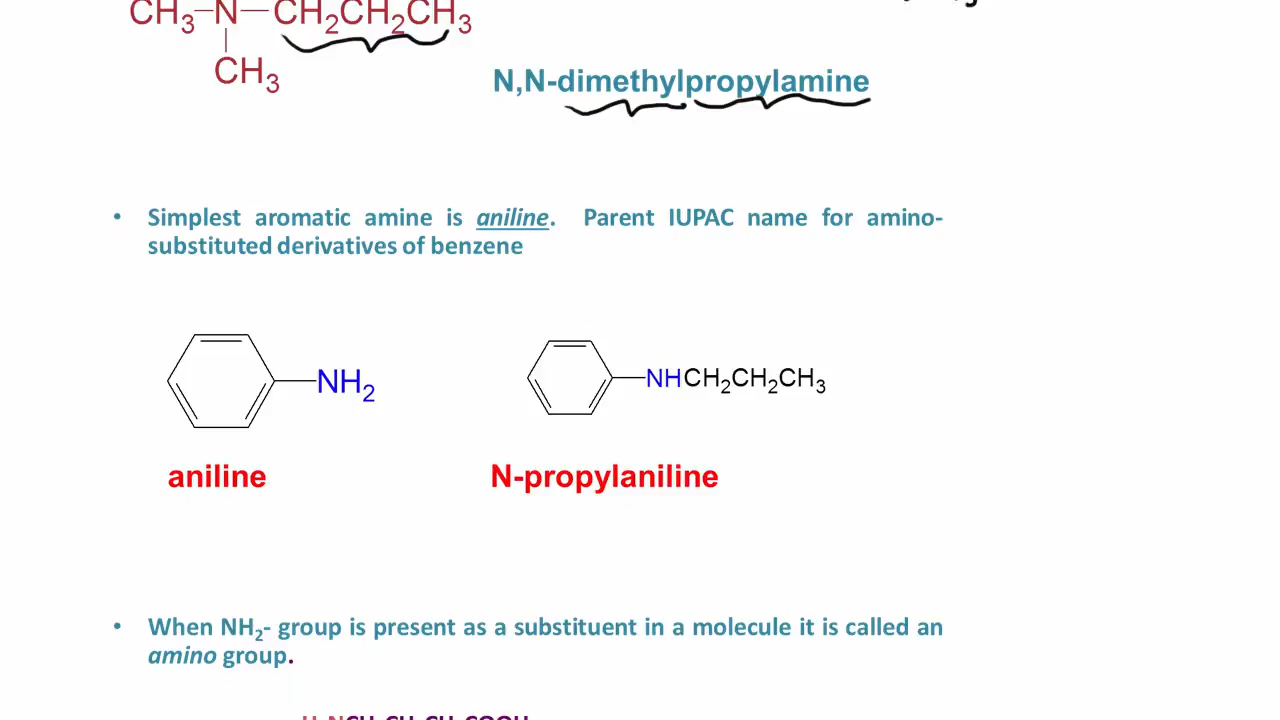 CH3—N—CH2CH2CH3
CH3
N,N-dimethylpropylamine
• Simplest aromatic amine is aniline. Parent IUPAC name for amino-
substituted derivatives of benzene
NH2
NHCH2CH2CH3
aniline
N-propylaniline
• When NH2- group is present as a substituent in a molecule it is called an
amino group.